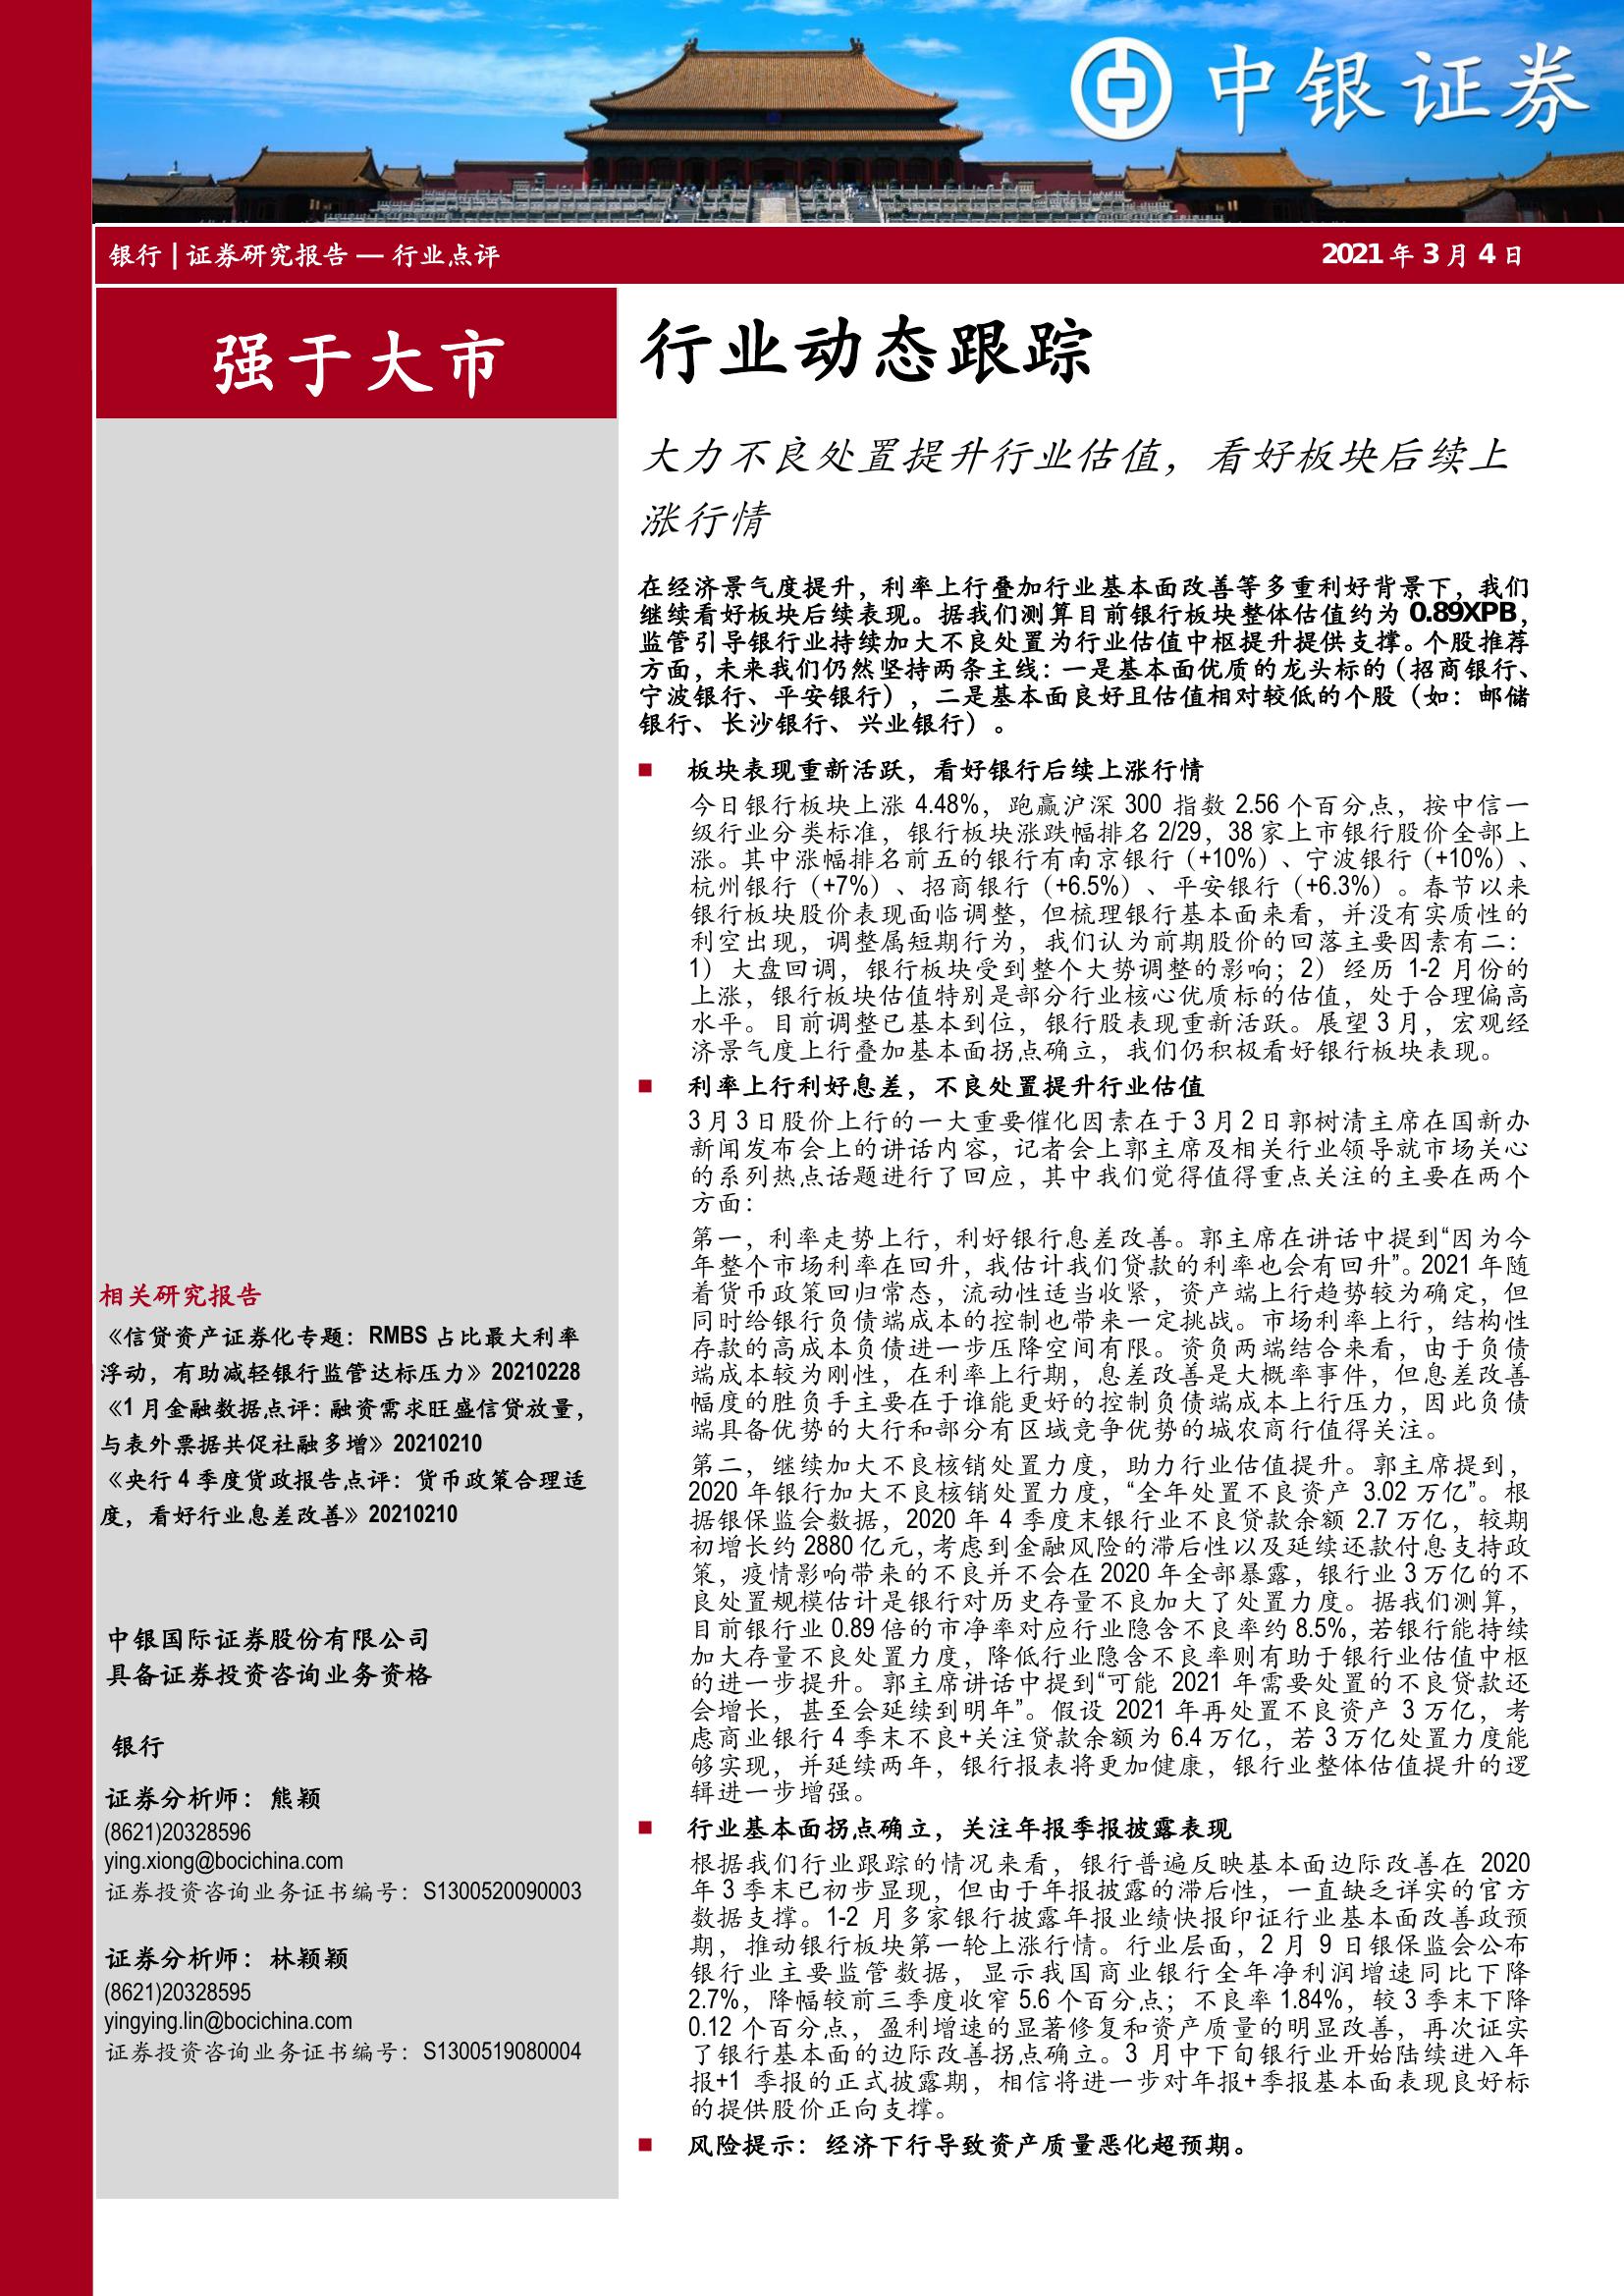 中银证券
银行 | 证券研究报告 — 行业点评
2021 年 3 月 4 日
强于大市
行业动态跟踪
大力不良处置提升行业估值，看好板块后续上
涨行情
在经济景气度提升，利率上行叠加行业基本面改善等多重利好背景下，我们
继续看好板块后续表现。据我们测算目前银行板块整体估值约为 0.89XPB，
监管引导银行业持续加大不良处置为行业估值中枢提升提供支撑。个股推荐
方面，未来我们仍然坚持两条主线：一是基本面优质的龙头标的（招商银行、
宁波银行、平安银行），二是基本面良好且估值相对较低的个股（如：邮储
银行、长沙银行、兴业银行）。
■ 板块表现重新活跃，看好银行后续上涨行情
今日银行板块上涨 4.48%，跑赢沪深 300 指数 2.56 个百分点，按中信一
级行业分类标准，银行板块涨跌幅排名 2/29，38 家上市银行股价全部上
涨。其中涨幅排名前五的银行有南京银行（+10%）、宁波银行（+10%）、
杭州银行（+7%）、招商银行（+6.5%）、平安银行（+6.3%）。春节以来
银行板块股价表现面临调整，但梳理银行基本面来看，并没有实质性的
利空出现，调整属短期行为，我们认为前期股价的回落主要因素有二：
1）大盘回调，银行板块受到整个大势调整的影响；2）经历 1-2 月份的
上涨，银行板块估值特别是部分行业核心优质标的估值，处于合理偏高
水平。目前调整已基本到位，银行股表现重新活跃。展望 3 月，宏观经
济景气度上行叠加基本面拐点确立，我们仍积极看好银行板块表现。
■ 利率上行利好息差，不良处置提升行业估值
3 月 3 日股价上行的一大重要催化因素在于 3 月 2 日郭树清主席在国新办
新闻发布会上的讲话内容，记者会上郭主席及相关行业领导就市场关心
的系列热点话题进行了回应，其中我们觉得值得重点关注的主要在两个
方面：
第一，利率走势上行，利好银行息差改善。郭主席在讲话中提到“因为今
年整个市场利率在回升，我估计我们贷款的利率也会有回升”。2021 年随
着货币政策回归常态，流动性适当收紧，资产端上行趋势较为确定，但
同时给银行负债端成本的控制也带来一定挑战。市场利率上行，结构性
存款的高成本负债进一步压降空间有限。资负两端结合来看，由于负债
端成本较为刚性，在利率上行期，息差改善是大概率事件，但息差改善
幅度的胜负手主要在于谁能更好的控制负债端成本上行压力，因此负债
端具备优势的大行和部分有区域竞争优势的城农商行值得关注。
第二，继续加大不良核销处置力度，助力行业估值提升。郭主席提到，
2020 年银行加大不良核销处置力度，“全年处置不良资产 3.02 万亿”。根
据银保监会数据，2020 年 4 季度末银行业不良贷款余额 2.7 万亿，较期
初增长约 2880 亿元，考虑到金融风险的滞后性以及延续还款付息支持政
策，疫情影响带来的不良并不会在 2020 年全部暴露，银行业 3 万亿的不
良处置规模估计是银行对历史存量不良加大了处置力度。据我们测算，
目前银行业 0.89 倍的市净率对应行业隐含不良率约 8.5%，若银行能持续
加大存量不良处置力度，降低行业隐含不良率则有助于银行业估值中枢
的进一步提升。郭主席讲话中提到“可能 2021 年需要处置的不良贷款还
会增长，甚至会延续到明年”。假设 2021 年再处置不良资产 3 万亿，考
虑商业银行 4 季末不良+关注贷款余额为 6.4 万亿，若 3 万亿处置力度能
够实现，并延续两年，银行报表将更加健康，银行业整体估值提升的逻
辑进一步增强。
■ 行业基本面拐点确立，关注年报季报披露表现
根据我们行业跟踪的情况来看，银行普遍反映基本面边际改善在 2020
年 3 季末已初步显现，但由于年报披露的滞后性，一直缺乏详实的官方
数据支撑。1-2 月多家银行披露年报业绩快报印证行业基本面改善政预
期，推动银行板块第一轮上涨行情。行业层面，2 月 9 日银保监会公布
银行业主要监管数据，显示我国商业银行全年净利润增速同比下降
2.7%，降幅较前三季度收窄 5.6 个百分点；不良率 1.84%，较 3 季末下降
0.12 个百分点，盈利增速的显著修复和资产质量的明显改善，再次证实
了银行基本面的边际改善拐点确立。3 月中下旬银行业开始陆续进入年
报+1 季报的正式披露期，相信将进一步对年报+季报基本面表现良好标
的提供股价正向支撑。
■ 风险提示：经济下行导致资产质量恶化超预期。
相关研究报告
《信贷资产证券化专题：RMBS 占比最大利率
浮动，有助减轻银行监管达标压力》20210228
《1 月金融数据点评：融资需求旺盛信贷放量，
与表外票据共促社融多增》20210210
《央行 4 季度货政报告点评：货币政策合理适
度，看好行业息差改善》20210210
中银国际证券股份有限公司
具备证券投资咨询业务资格
银行
证券分析师：熊颖
(8621)20328596
ying.xiong@bocichina.com
证券投资咨询业务证书编号：S1300520090003
证券分析师：林颖颖
(8621)20328595
yingying.lin@bocichina.com
证券投资咨询业务证书编号：S1300519080004